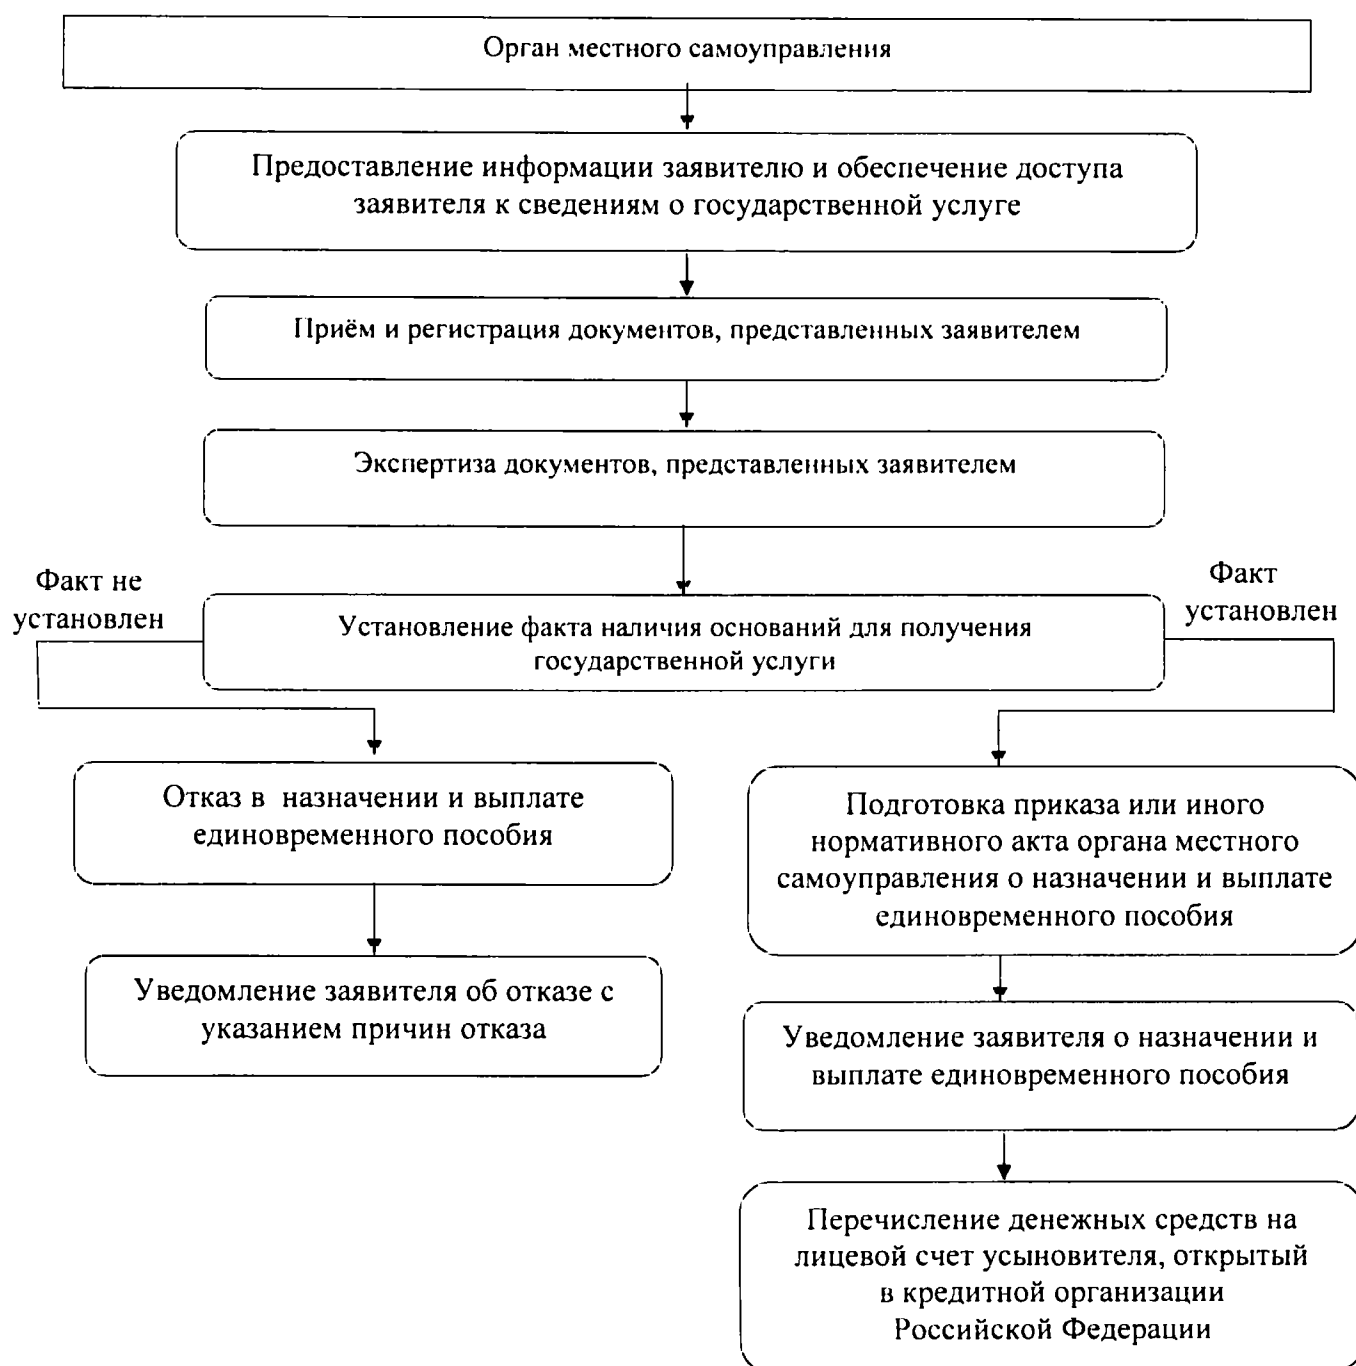 Орган местного самоуправления
Предоставление информации заявителю и обеспечение доступа
заявителя к сведениям о государственной услуге
Приём и регистрация документов, представленных заявителем
Экспертиза документов, представленных заявителем
Факт не
установлен
Факт
установлен
Установление факта наличия оснований для получения
государственной услуги
Отказ в назначении и выплате
единовременного пособия
Уведомление заявителя об отказе с
указанием причин отказа
Подготовка приказа или иного
нормативного акта органа местного
самоуправления о назначении и выплате
единовременного пособия
Уведомление заявителя о назначении и
выплате единовременного пособия
Перечисление денежных средств на
лицевой счет усыновителя, открытый
в кредитной организации
Российской Федерации